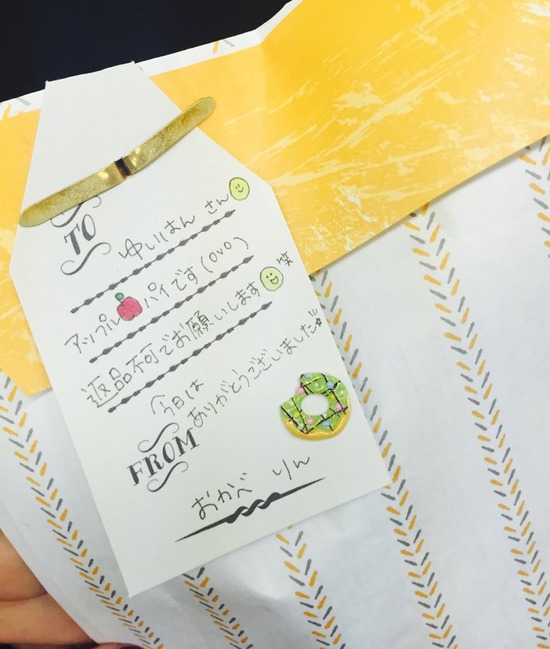 TO
ゆいはん さん
アップルパイです(OVO)
返品不可でお願いします 笑
今日は
ありがとうございました☆
FROM
おかべ りん